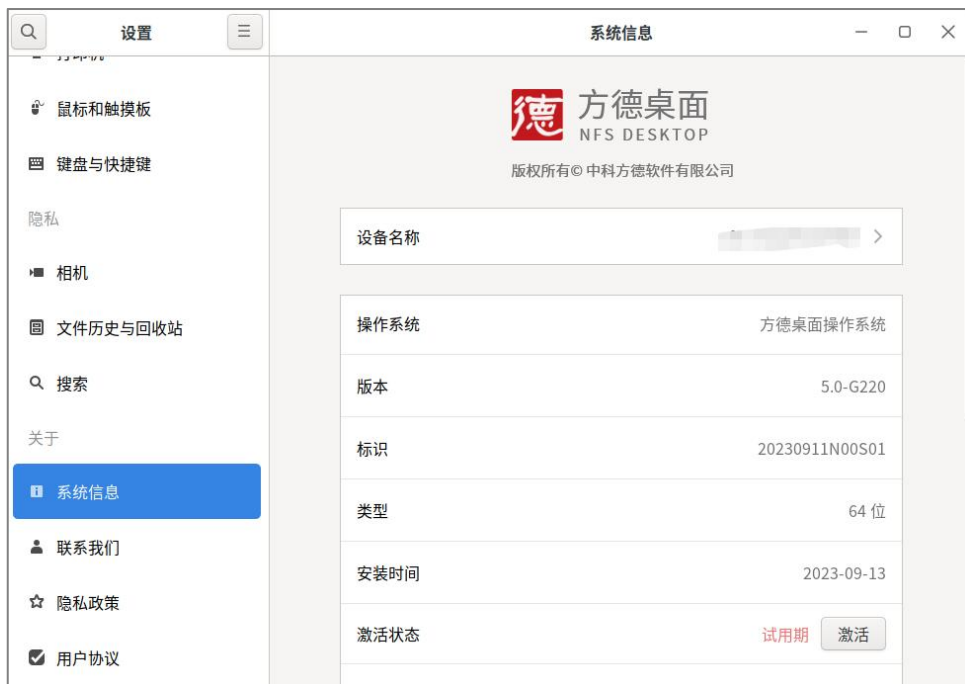 设置
系统信息
打印机
鼠标和触摸板
键盘与快捷键
隐私
相机
文件历史与回收站
搜索
关于
系统信息
联系我们
隐私政策
用户协议
德 方德桌面
NFS DESKTOP
版权所有© 中科方德软件有限公司
设备名称
操作系统 方德桌面操作系统
版本 5.0-G220
标识 20230911N00S01
类型 64 位
安装时间 2023-09-13
激活状态 试用期 激活